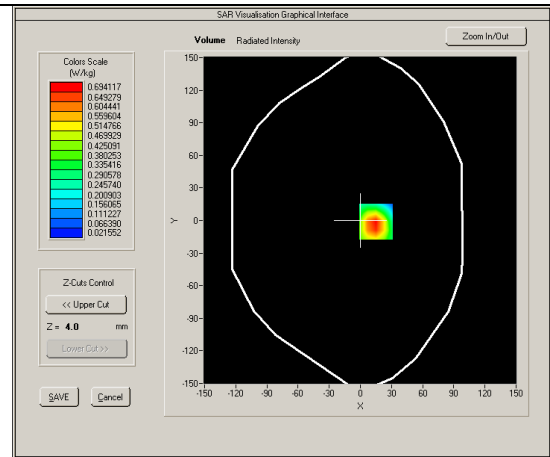 SAR Visualisation Graphical Interface
Volume Radiated Intensity
Zoom In/Out
Colors Scale
(W/kg)
0.694117
0.649279
0.604441
0.559604
0.514766
0.469929
0.425091
0.380253
0.335416
0.290578
0.245740
0.200903
0.156065
0.111227
0.066390
0.021552
Z-Cuts Control
<< Upper Cut
Z = 4.0 mm
Lower Cut >>
SAVE Cancel
150
120
90
60
30
0
-30
-60
-90
-120
-150
Y
-150 -120 -90 -60 -30 0 30 60 90 120 150
X